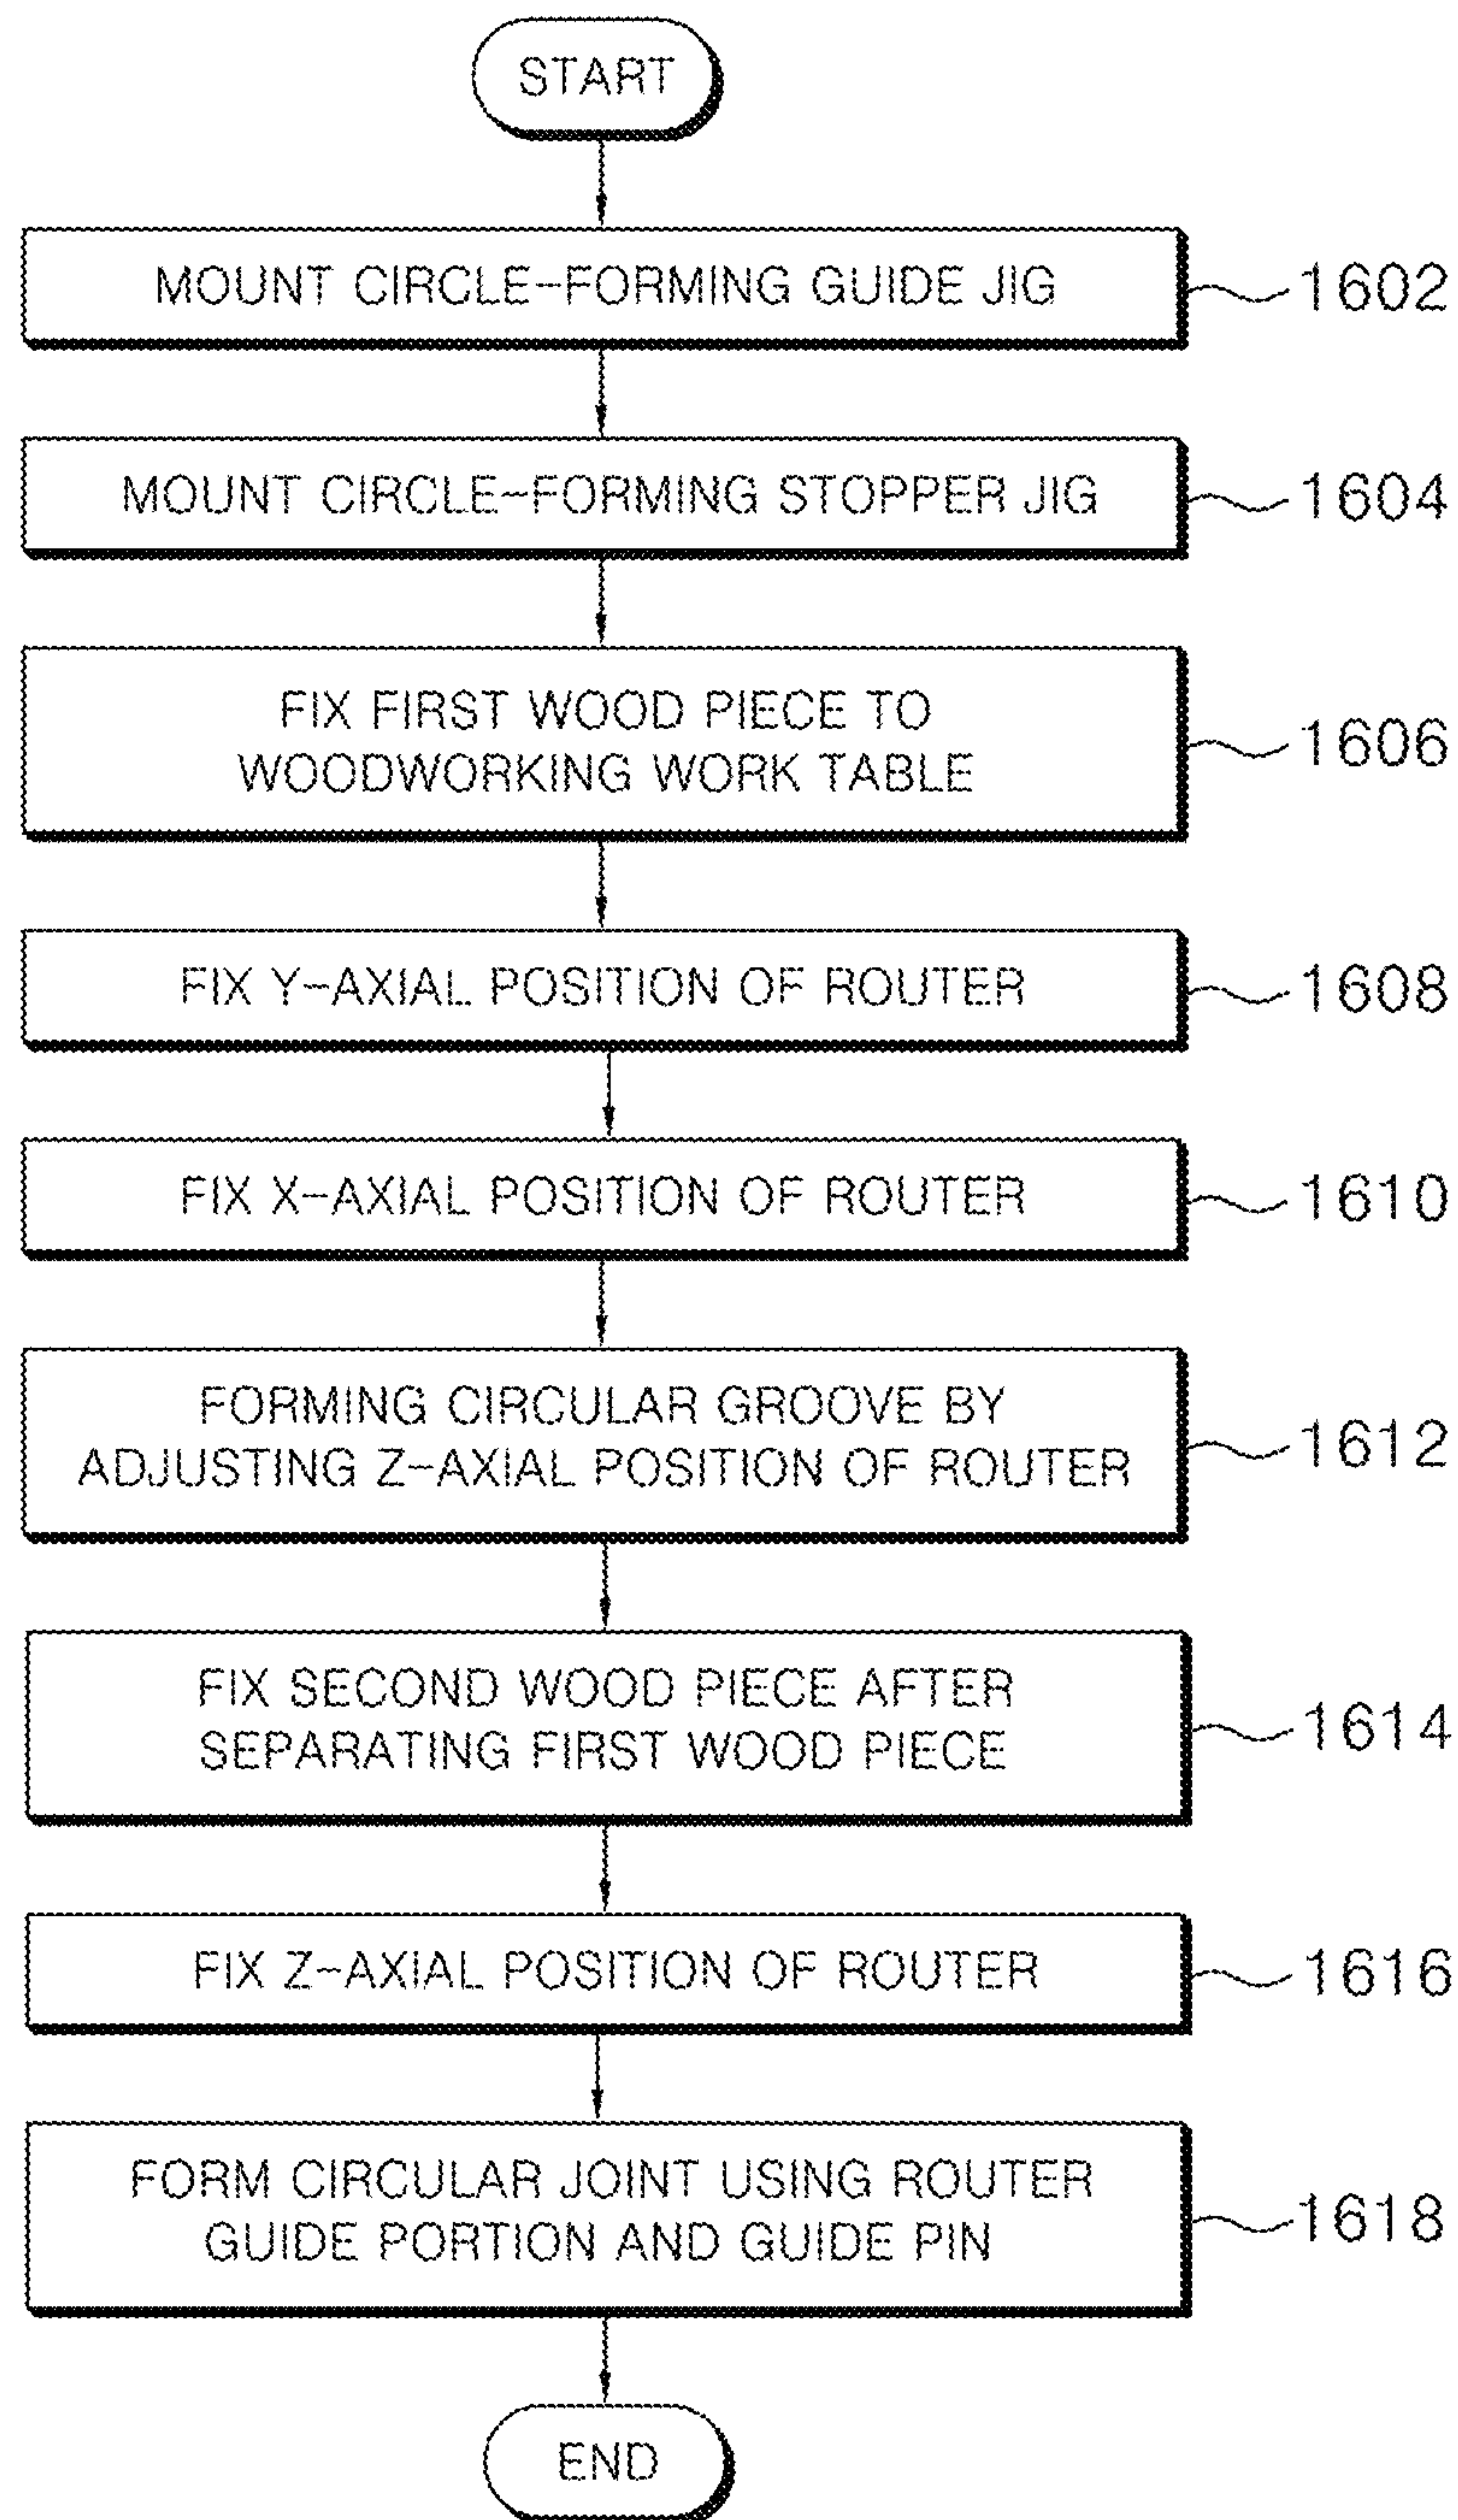 START
MOUNT CIRCLE-FORMING GUIDE JIG
1602
MOUNT CIRCLE-FORMING STOPPER JIG
1604
FIX FIRST WOOD PIECE TO
WOODWORKING WORK TABLE
1606
FIX Y-AXIAL POSITION OF ROUTER
1608
FIX X-AXIAL POSITION OF ROUTER
1610
FORMING CIRCULAR GROOVE BY
ADJUSTING Z-AXIAL POSITION OF ROUTER
1612
FIX SECOND WOOD PIECE AFTER
SEPARATING FIRST WOOD PIECE
1614
FIX Z-AXIAL POSITION OF ROUTER
1616
FORM CIRCULAR JOINT USING ROUTER
GUIDE PORTION AND GUIDE PIN
1618
END